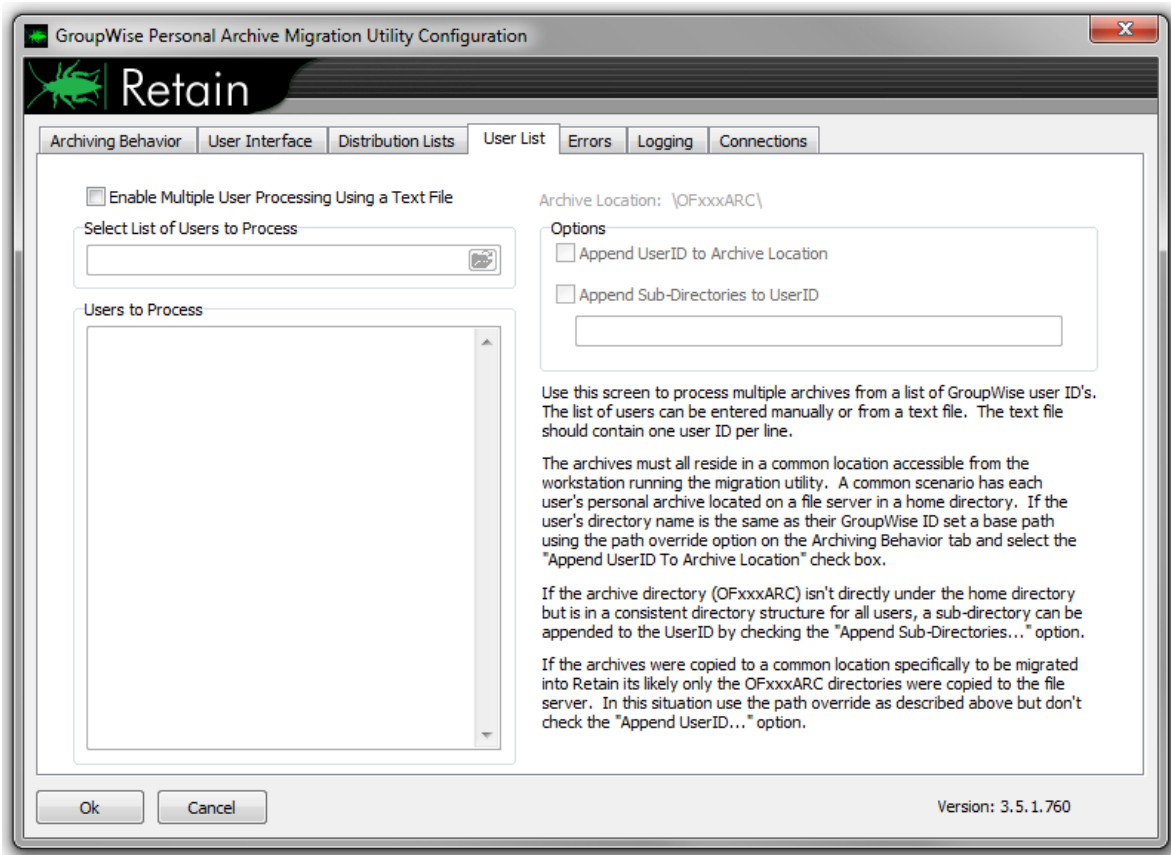 GroupWise Personal Archive Migration Utility Configuration
x
Retain
Archiving Behavior
User Interface
Distribution Lists
User List
Errors
Logging
Connections
Enable Multiple User Processing Using a Text File
Select List of Users to Process
Users to Process
Archive Location: \OFxxxARC\
Options
Append UserID to Archive Location
Append Sub-Directories to UserID
Use this screen to process multiple archives from a list of GroupWise user ID's.
The list of users can be entered manually or from a text file. The text file
should contain one user ID per line.
The archives must all reside in a common location accessible from the
workstation running the migration utility. A common scenario has each
user's personal archive located on a file server in a home directory. If the
user's directory name is the same as their GroupWise ID set a base path
using the path override option on the Archiving Behavior tab and select the
"Append UserID To Archive Location" check box.
If the archive directory (OFxxxARC) isn't directly under the home directory
but is in a consistent directory structure for all users, a sub-directory can be
appended to the UserID by checking the "Append Sub-Directories..." option.
If the archives were copied to a common location specifically to be migrated
into Retain its likely only the OFxxxARC directories were copied to the file
server. In this situation use the path override as described above but don't
check the "Append UserID..." option.
Ok
Cancel
Version: 3.5.1.760